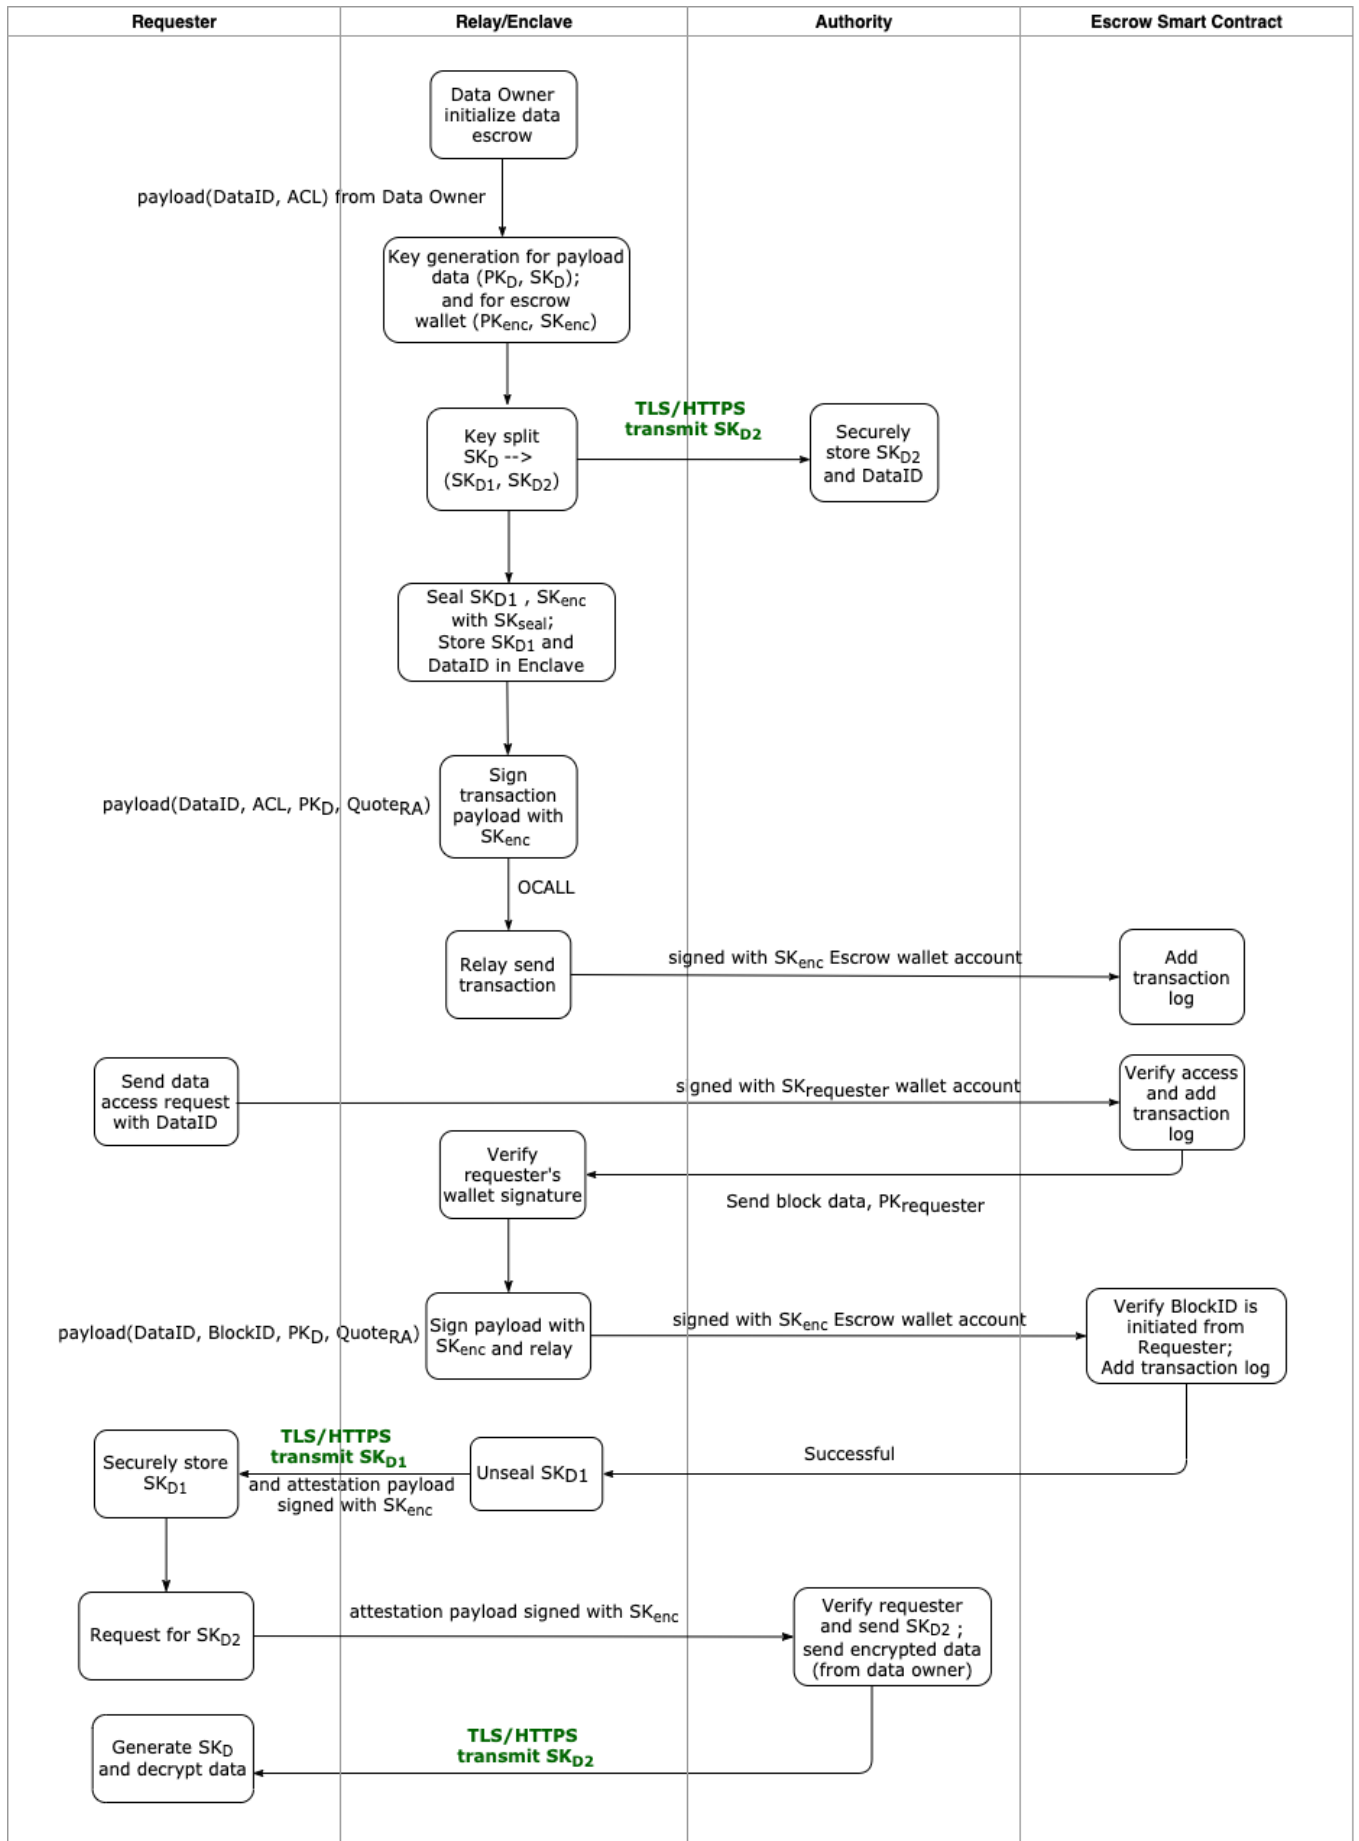 Requester
Relay/Enclave
Authority
Escrow Smart Contract
Data Owner
initialize data
escrow
payload(DataID, ACL) from Data Owner
Key generation for payload
data (PKD, SKD);
and for escrow
wallet (PKenc, SKenc)
Key split
SKD -->
(SKD1, SKD2)
TLS/HTTPS
transmit SKD2
Securely
store SKD2
and DataID
Seal SKD1 , SKenc
with SKseal;
Store SKD1 and
DataID in Enclave
payload(DataID, ACL, PKD, QuoteRA)
Sign
transaction
payload with
SKenc
OCALL
Relay send
transaction
signed with SKenc Escrow wallet account
Add
transaction
log
Send data
access request
with DataID
signed with SKrequester wallet account
Verify access
and add
transaction
log
Verify
requester's
wallet signature
Send block data, PKrequester
payload(DataID, BlockID, PKD, QuoteRA)
Sign payload with
SKenc and relay
signed with SKenc Escrow wallet account
Verify BlockID is
initiated from
Requester;
Add transaction log
Securely store
SKD1
TLS/HTTPS
transmit SKD1
and attestation payload
signed with SKenc
Unseal SKD1
Successful
Request for SKD2
attestation payload signed with SKenc
Verify requester
and send SKD2 ;
send encrypted data
(from data owner)
Generate SKD
and decrypt data
TLS/HTTPS
transmit SKD2